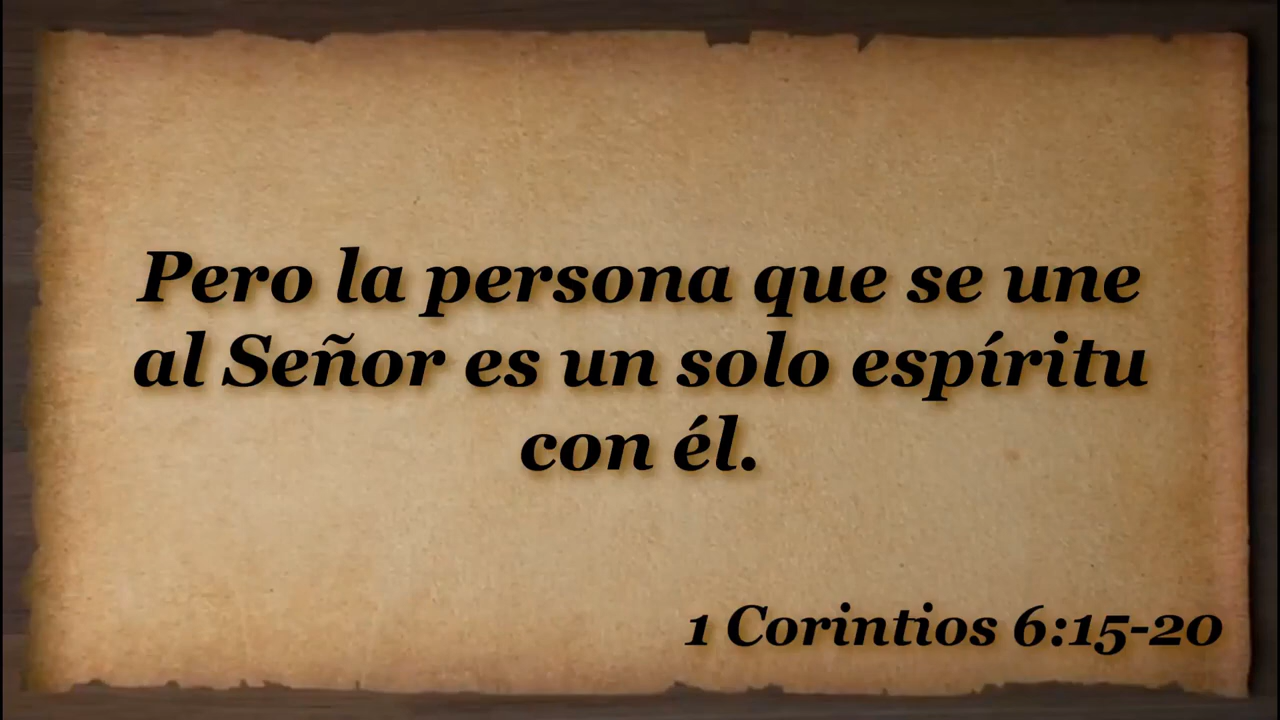 Pero la persona que se une
al Señor es un solo espíritu
con él.
1 Corintios 6:15-20